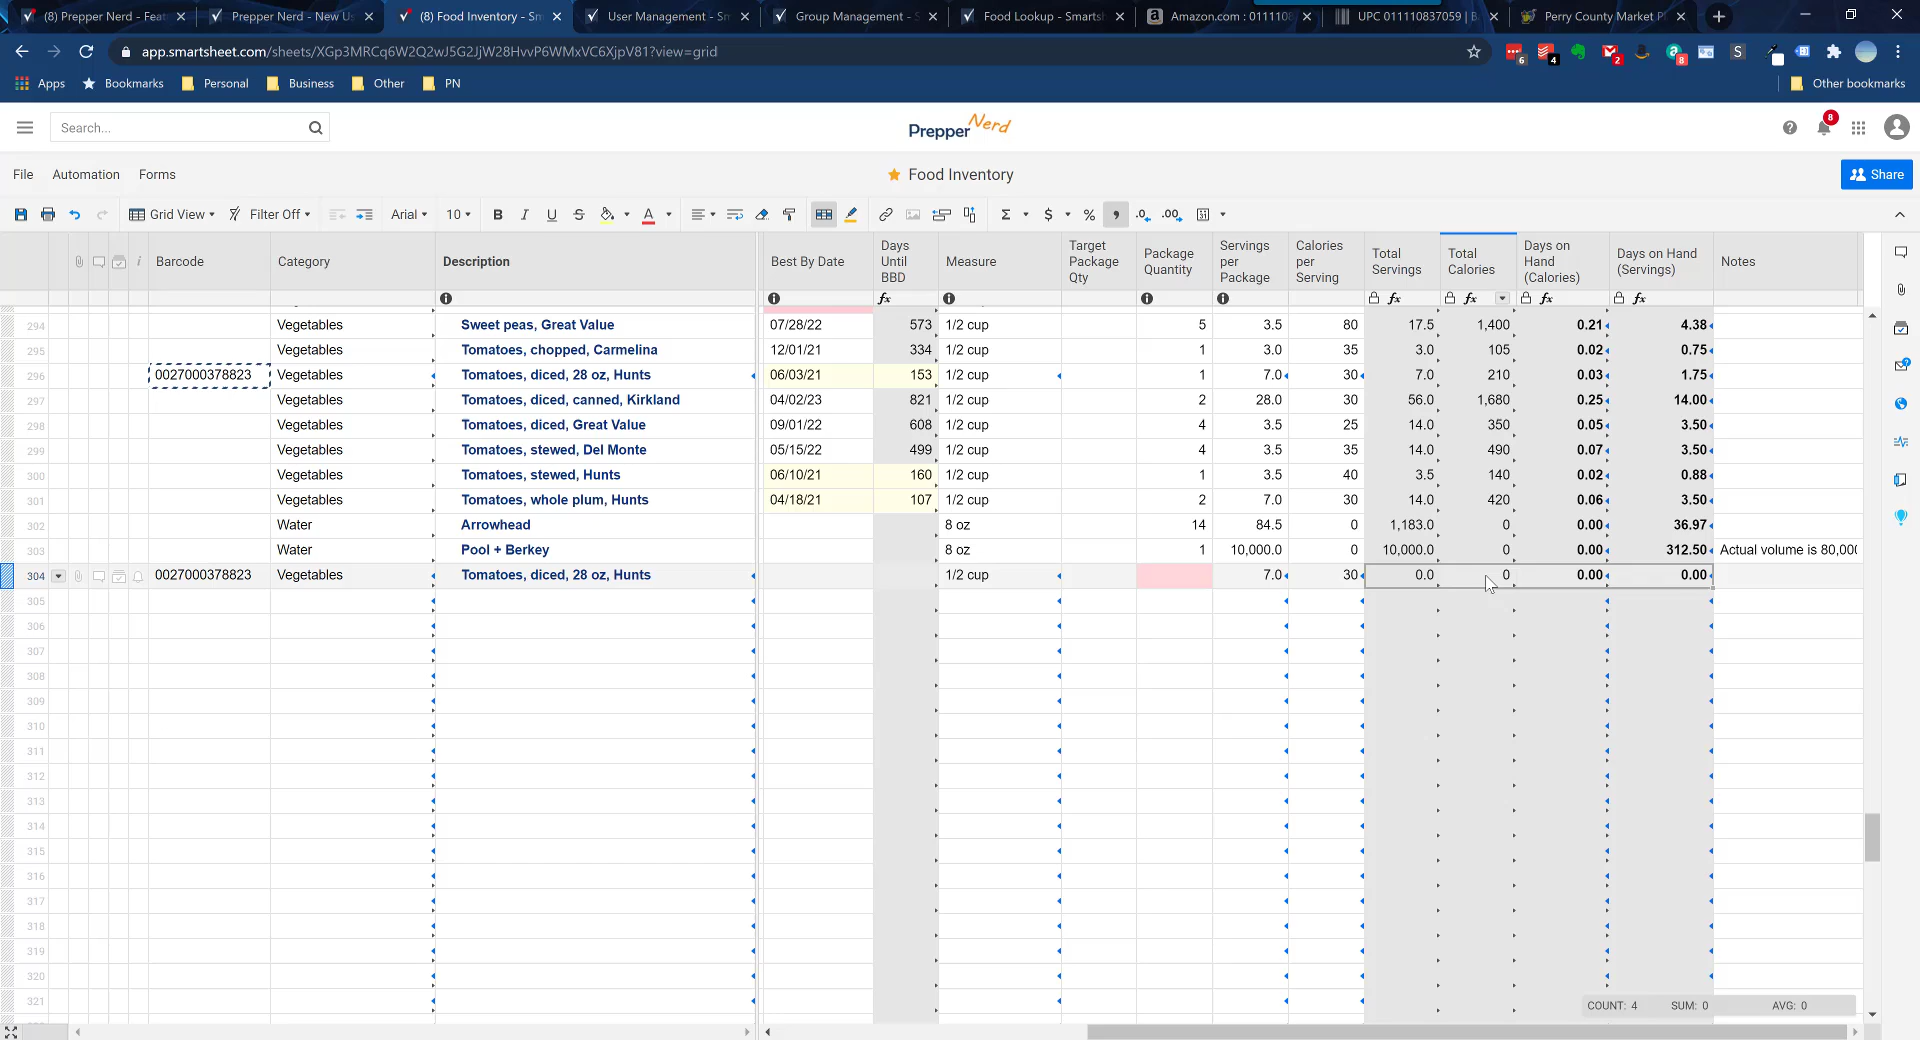 (8) Prepper Nerd - Feat
Prepper Nerd - New Us
(8) Food Inventory - Sm
User Management - Sm
Group Management - S
Food Lookup - Smartsh
Amazon.com : 0111108
UPC 011110837059 | B
Perry County Market P
app.smartsheet.com/sheets/XGp3MRCq6W2Q2wJ5G2JjW28HvvP6WMxVC6XjpV81?view=grid
6 4 2 8
Apps Bookmarks Personal Business Other PN Other bookmarks
Search...
Prepper Nerd
8
File Automation Forms
Food Inventory
Share
Grid View Filter Off Arial 10 B I U S A Σ $ % , .0 .00
Barcode Category Description Best By Date Days Until BBD Measure Target Package Qty Package Quantity Servings per Package Calories per Serving Total Servings Total Calories Days on Hand (Calories) Days on Hand (Servings) Notes
fx fx fx fx fx
294 Vegetables Sweet peas, Great Value 07/28/22 573 1/2 cup 5 3.5 80 17.5 1,400 0.21 4.38
295 Vegetables Tomatoes, chopped, Carmelina 12/01/21 334 1/2 cup 1 3.0 35 3.0 105 0.02 0.75
296 0027000378823 Vegetables Tomatoes, diced, 28 oz, Hunts 06/03/21 153 1/2 cup 1 7.0 30 7.0 210 0.03 1.75
297 Vegetables Tomatoes, diced, canned, Kirkland 04/02/23 821 1/2 cup 2 28.0 30 56.0 1,680 0.25 14.00
298 Vegetables Tomatoes, diced, Great Value 09/01/22 608 1/2 cup 4 3.5 25 14.0 350 0.05 3.50
299 Vegetables Tomatoes, stewed, Del Monte 05/15/22 499 1/2 cup 4 3.5 35 14.0 490 0.07 3.50
300 Vegetables Tomatoes, stewed, Hunts 06/10/21 160 1/2 cup 1 3.5 40 3.5 140 0.02 0.88
301 Vegetables Tomatoes, whole plum, Hunts 04/18/21 107 1/2 cup 2 7.0 30 14.0 420 0.06 3.50
302 Water Arrowhead 8 oz 14 84.5 0 1,183.0 0 0.00 36.97
303 Water Pool + Berkey 8 oz 1 10,000.0 0 10,000.0 0 0.00 312.50 Actual volume is 80,000
304 0027000378823 Vegetables Tomatoes, diced, 28 oz, Hunts 1/2 cup 7.0 30 0.0 0 0.00 0.00
305
306
307
308
309
310
311
312
313
314
315
316
317
318
319
320
321
COUNT: 4 SUM: 0 AVG: 0